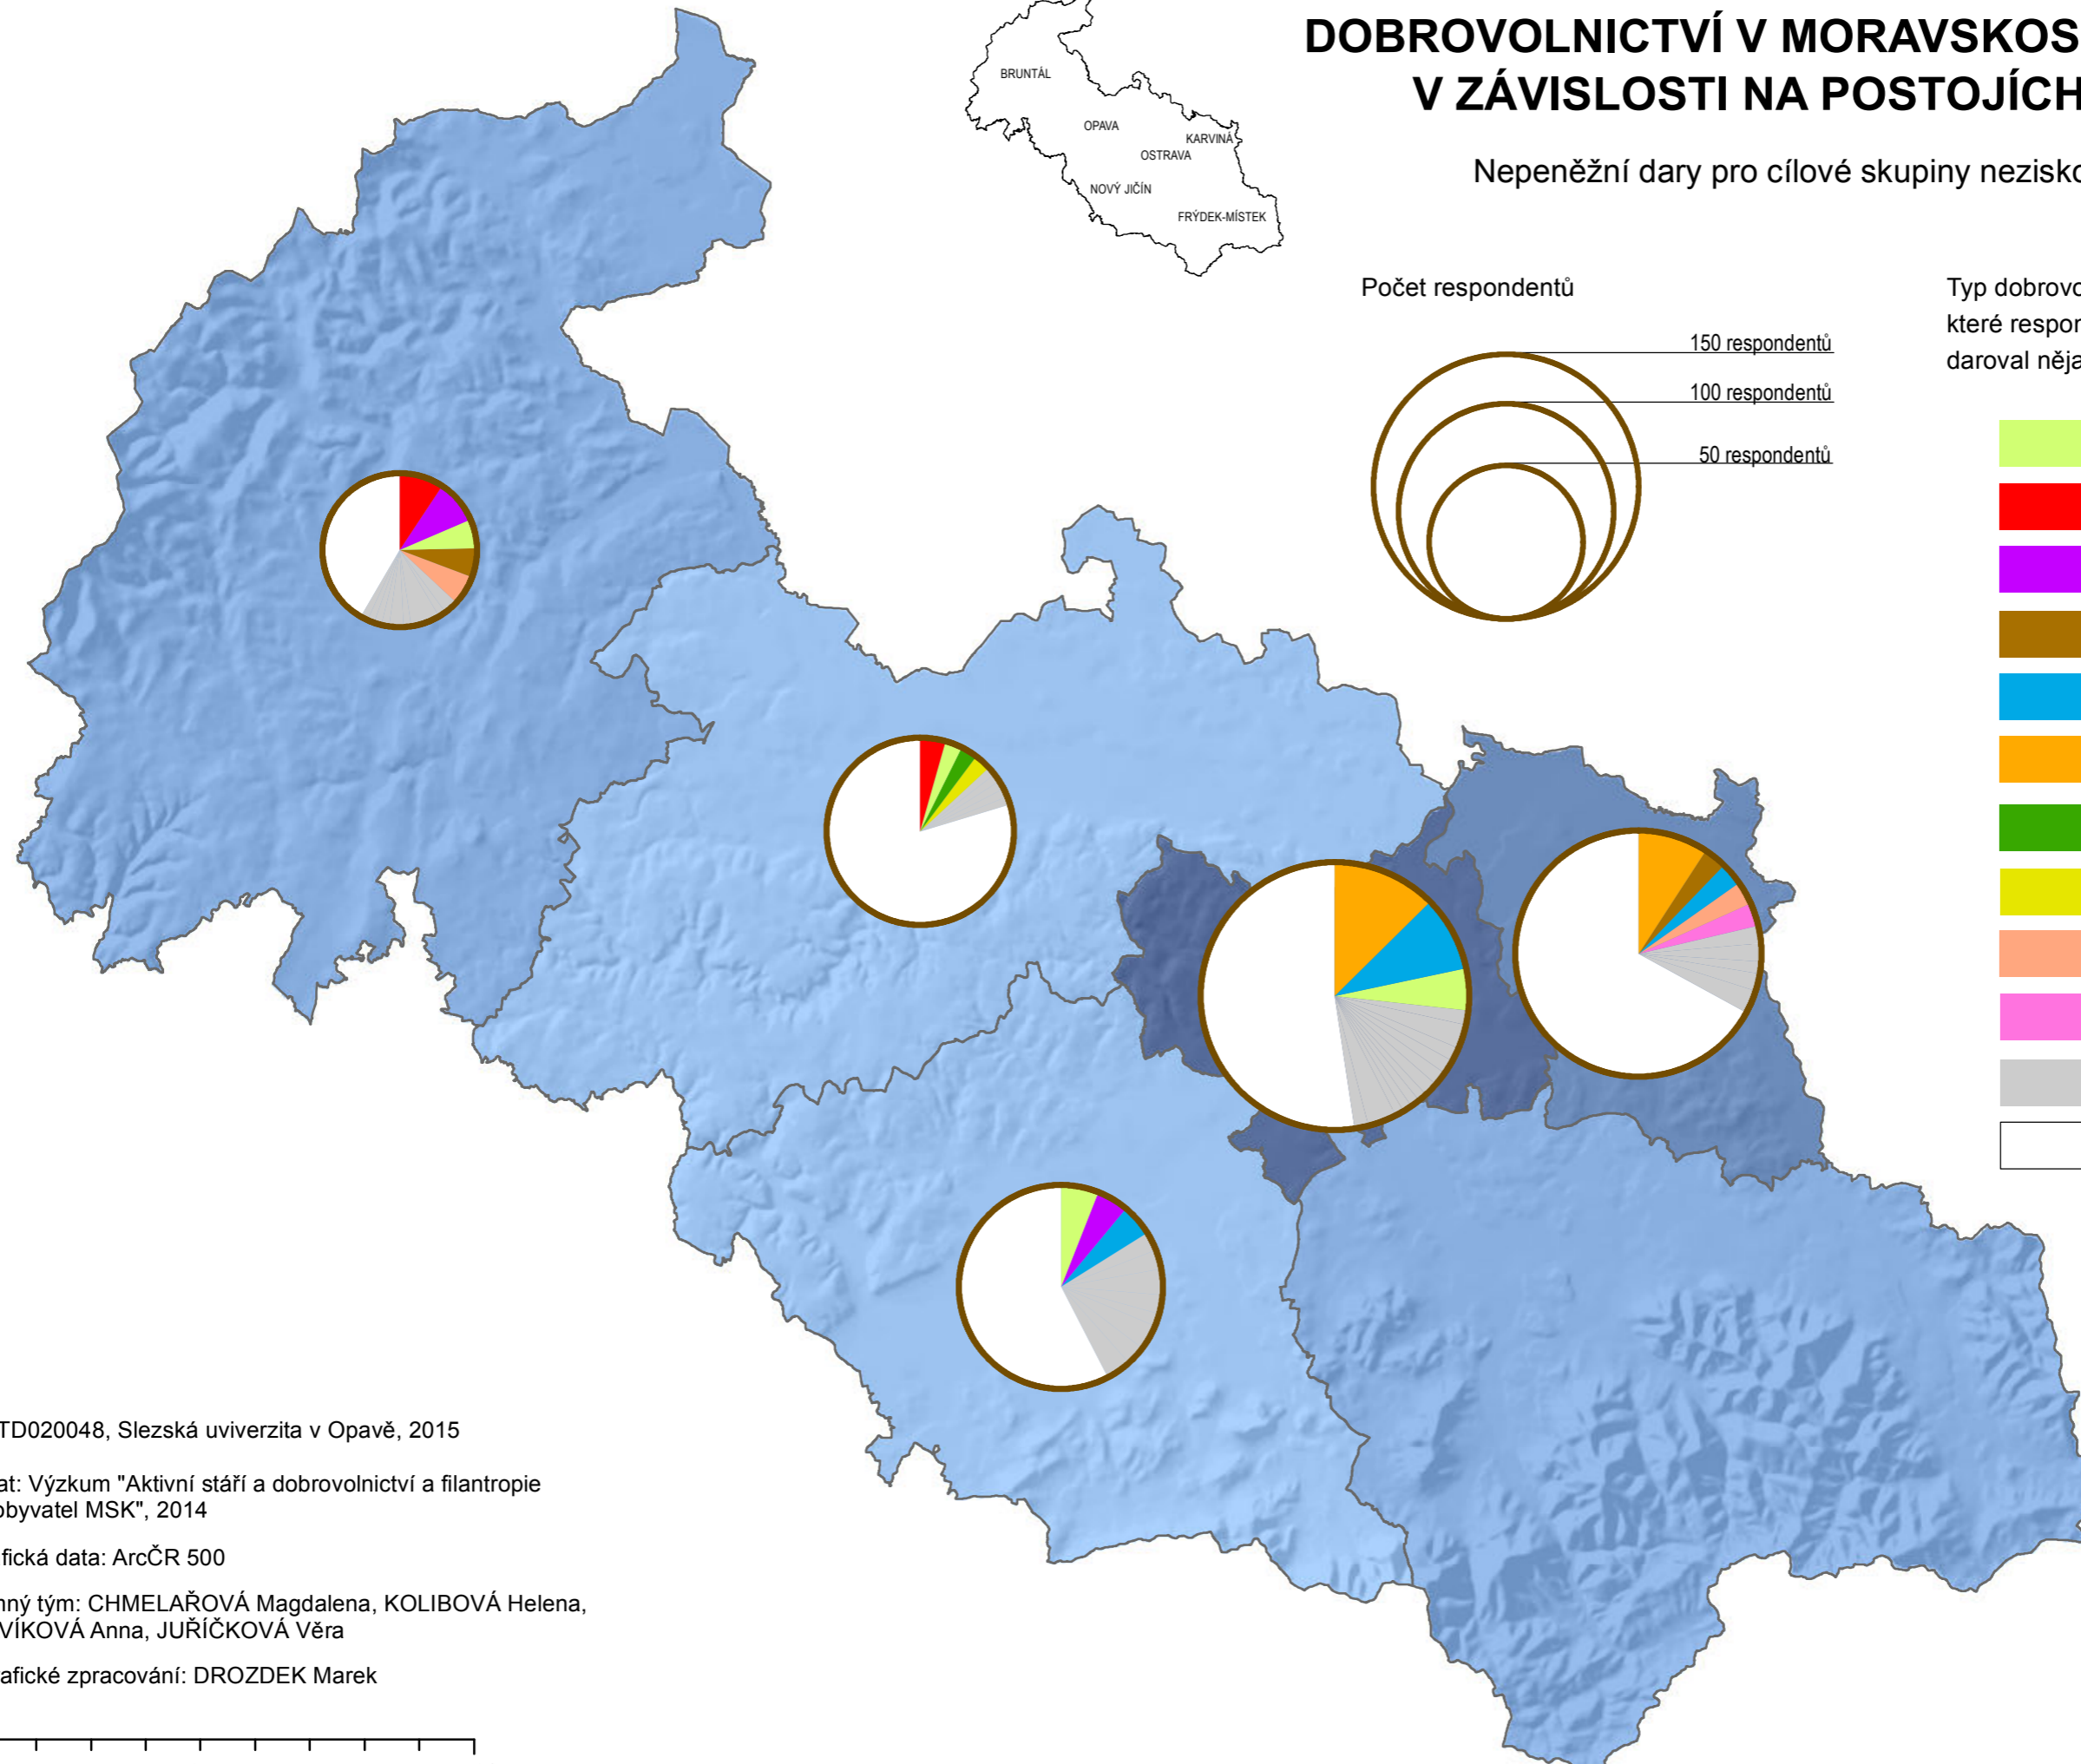 DOBROVOLNICTVÍ V MORAVSKOS
V ZÁVISLOSTI NA POSTOJÍCH
Nepeněžní dary pro cílové skupiny nezisko
BRUNTÁL
OPAVA
KARVINÁ
OSTRAVA
NOVÝ JIČÍN
FRÝDEK-MÍSTEK
Počet respondentů
150 respondentů
100 respondentů
50 respondentů
Typ dobrovo
které respon
daroval něja
TD020048, Slezská uviverzita v Opavě, 2015
at: Výzkum "Aktivní stáří a dobrovolnictví a filantropie
obyvatel MSK", 2014
fická data: ArcČR 500
nný tým: CHMELAŘOVÁ Magdalena, KOLIBOVÁ Helena,
VÍKOVÁ Anna, JUŘÍČKOVÁ Věra
afické zpracování: DROZDEK Marek